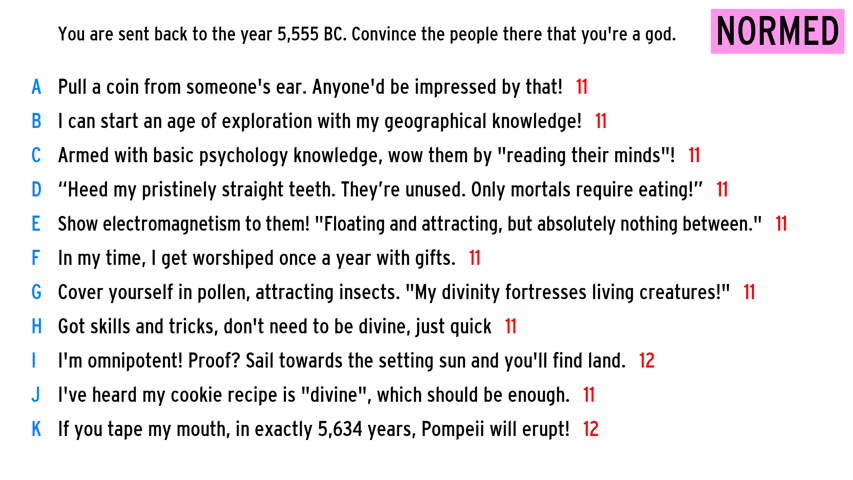 You are sent back to the year 5,555 BC. Convince the people there that you're a god.
NORMED
A Pull a coin from someone's ear. Anyone'd be impressed by that! 11
B I can start an age of exploration with my geographical knowledge! 11
C Armed with basic psychology knowledge, wow them by "reading their minds"! 11
D “Heed my pristinely straight teeth. They’re unused. Only mortals require eating!” 11
E Show electromagnetism to them! "Floating and attracting, but absolutely nothing between." 11
F In my time, I get worshiped once a year with gifts. 11
G Cover yourself in pollen, attracting insects. "My divinity fortresses living creatures!" 11
H Got skills and tricks, don't need to be divine, just quick 11
I I'm omnipotent! Proof? Sail towards the setting sun and you'll find land. 12
J I've heard my cookie recipe is "divine", which should be enough. 11
K If you tape my mouth, in exactly 5,634 years, Pompeii will erupt! 12